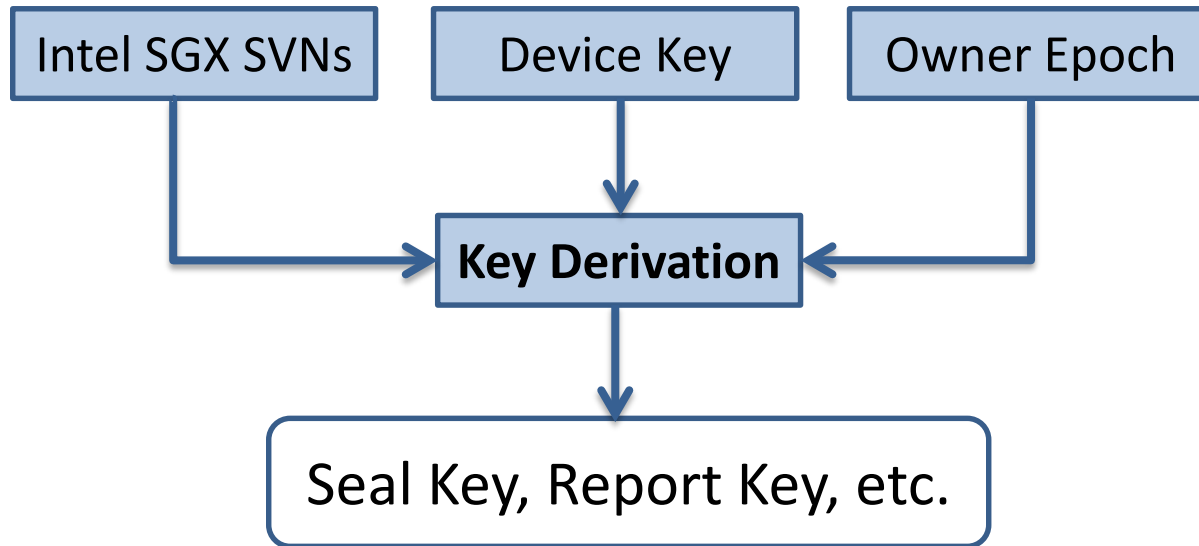 Intel SGX SVNs
Device Key
Owner Epoch
Key Derivation
Seal Key, Report Key, etc.